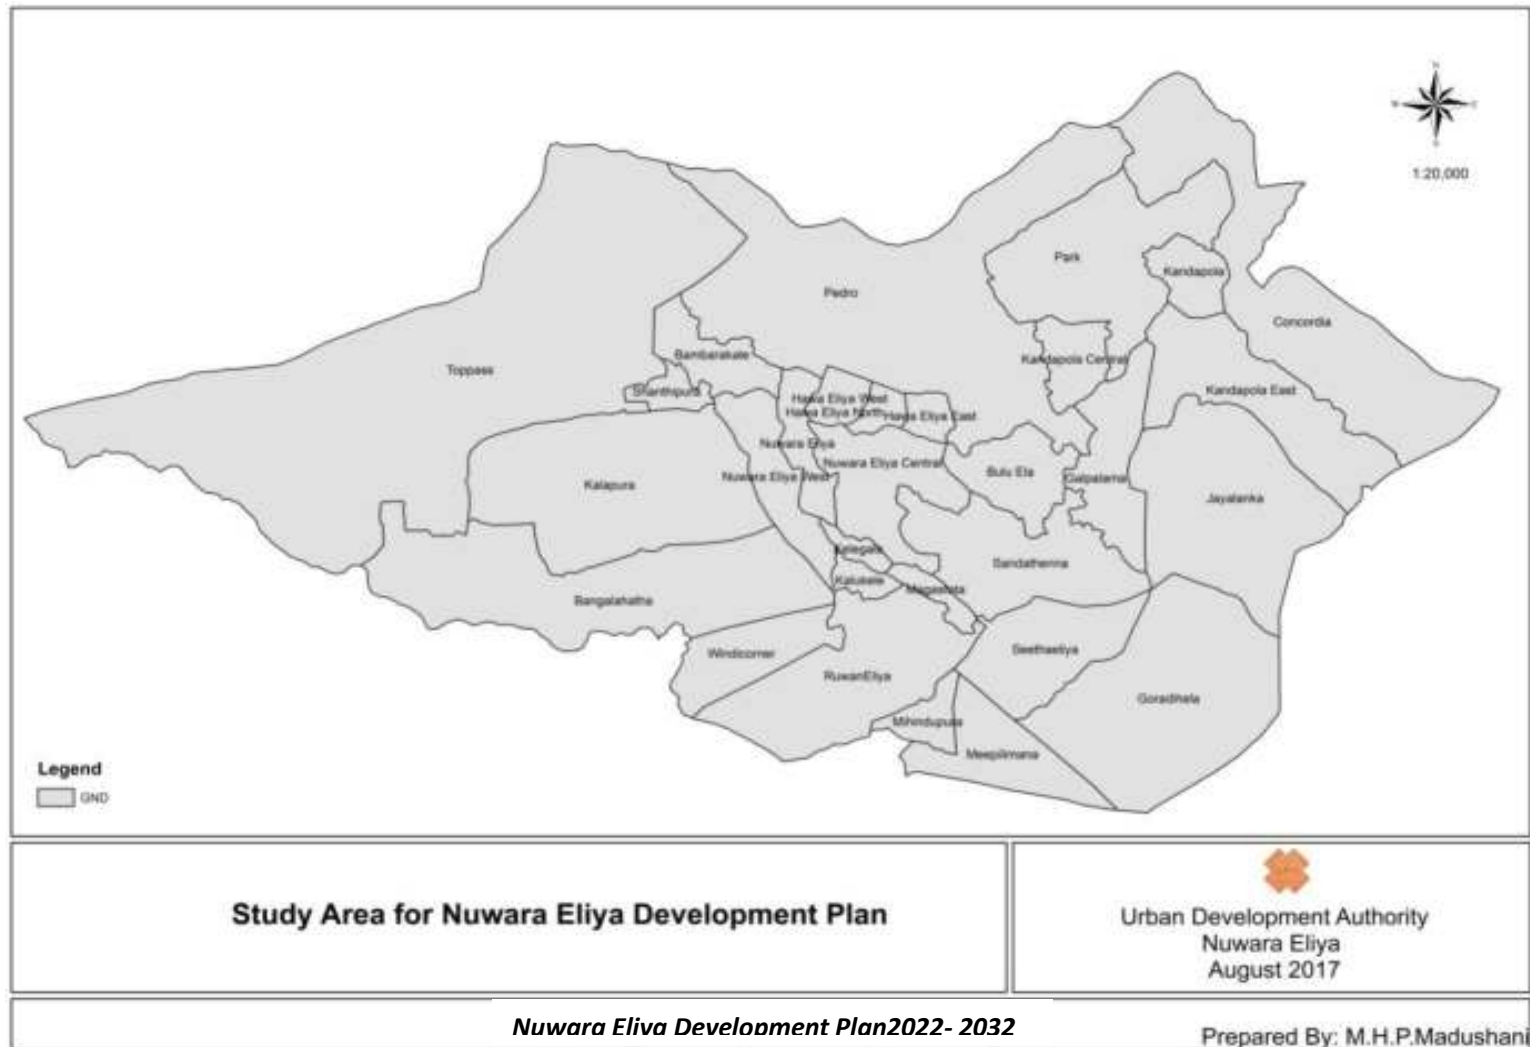 N
W
E
S
1:20,000
Park
Kandapola
Pedro
Concordia
Bambarakele
Kandapola Central
Toppass
Shanthipura
Kandapola East
Hawa Eliya West
Hawa Eliya North
Hawa Eliya East
Nuwara Eliya
Nuwara Eliya Central
Bulu Ela
Nuwara Eliya West
Galpalama
Kalapura
Jayalanka
Sandathenna
Kalukele
Magastota
Bangalahatha
Windicorner
Seethaeliya
RuwanEliya
Goradihela
Mihindupura
Meepilimana
Legend
GND
Study Area for Nuwara Eliya Development Plan
Urban Development Authority
Nuwara Eliya
August 2017
Nuwara Eliya Development Plan2022- 2032
Prepared By: M.H.P.Madushani